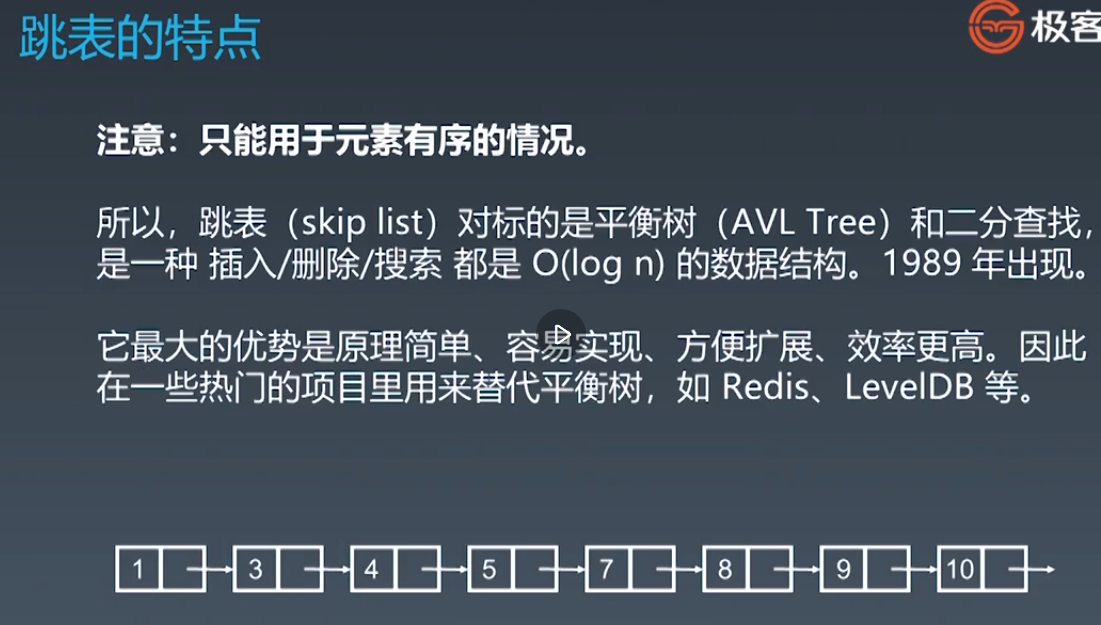 跳表的特点
极客
注意：只能用于元素有序的情况。
所以，跳表（skip list）对标的是平衡树（AVL Tree）和二分查找，
是一种 插入/删除/搜索 都是 O(log n) 的数据结构。1989 年出现。
它最大的优势是原理简单、容易实现、方便扩展、效率更高。因此
在一些热门的项目里用来替代平衡树，如 Redis、LevelDB 等。
1 3 4 5 7 8 9 10